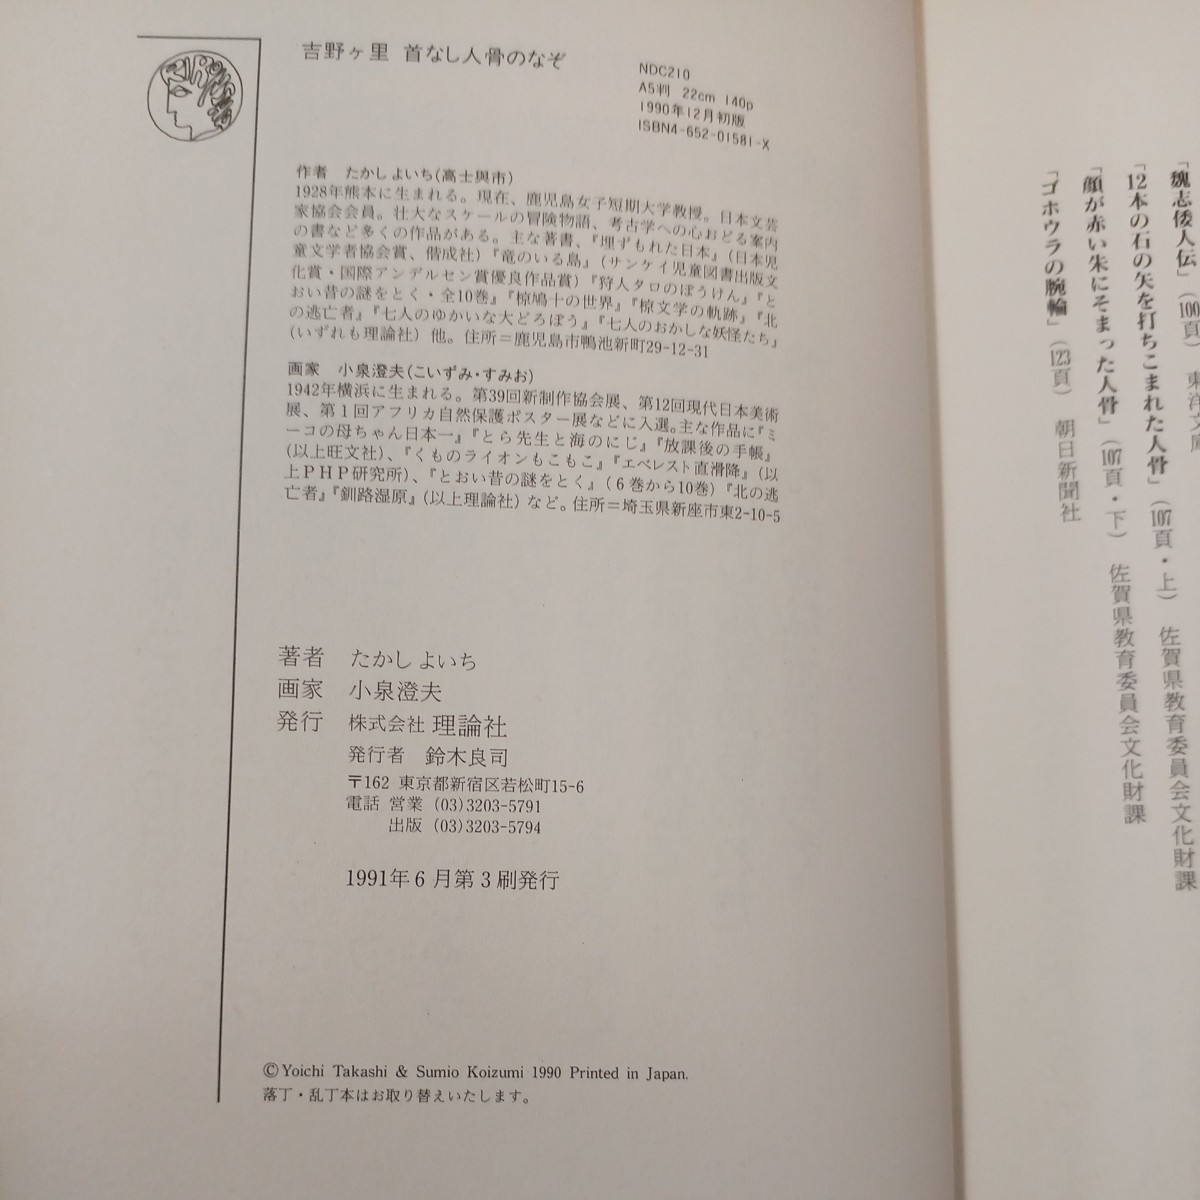 吉野ヶ里 首なし人骨のなぞ
NDC210
A5判 22cm 140p
1990年12月初版
ISBN4-652-01581-X
作者 たかしよいち(高士與市)
1928年熊本に生まれる。現在、鹿児島女子短期大学教授。日本文芸
家協会会員。壮大なスケールの冒険物語、考古学への心おどる案内
の書など多くの作品がある。主な著書、『埋ずもれた日本』(日本児
童文学者協会賞、偕成社)『竜のいる島』(サンケイ児童図書出版文
化賞・国際アンデルセン賞優良作品賞)『狩人タロのぼうけん』『と
おい昔の謎をとく・全10巻』『椋鳩十の世界』『椋文学の軌跡』『北
の逃亡者』『七人のゆかいな大どろぼう』『七人のおかしな妖怪たち』
(いずれも理論社)他。住所＝鹿児島市鴨池新町29-12-31
画家 小泉澄夫(こいずみ・すみお)
1942年横浜に生まれる。第39回新制作協会展、第12回現代日本美術
展、第1回アフリカ自然保護ポスター展などに入選。主な作品に『ミ
ーコの母ちゃん日本一』『とら先生と海のにじ』『放課後の手帳』
(以上旺文社)、『くものライオンもこもこ』『エベレスト直滑降』(以
上PHP研究所)、『とおい昔の謎をとく』(6巻から10巻)『北の逃
亡者』『釧路湿原』(以上理論社)など。住所＝埼玉県新座市東2-10-5
著者 たかしよいち
画家 小泉澄夫
発行 株式会社 理論社
発行者 鈴木良司
〒162 東京都新宿区若松町15-6
電話 営業 (03)3203-5791
出版 (03)3203-5794
1991年6月第3刷発行
©Yoichi Takashi & Sumio Koizumi 1990 Printed in Japan.
落丁・乱丁本はお取り替えいたします。
「魏志倭人伝」(100頁) 東洋文庫
「12本の石の矢を打ちこまれた人骨」(107頁・上) 佐賀県教育委員会文化財課
「顔が赤い朱にそまった人骨」(107頁・下) 佐賀県教育委員会文化財課
「ゴホウラの腕輪」(123頁) 朝日新聞社